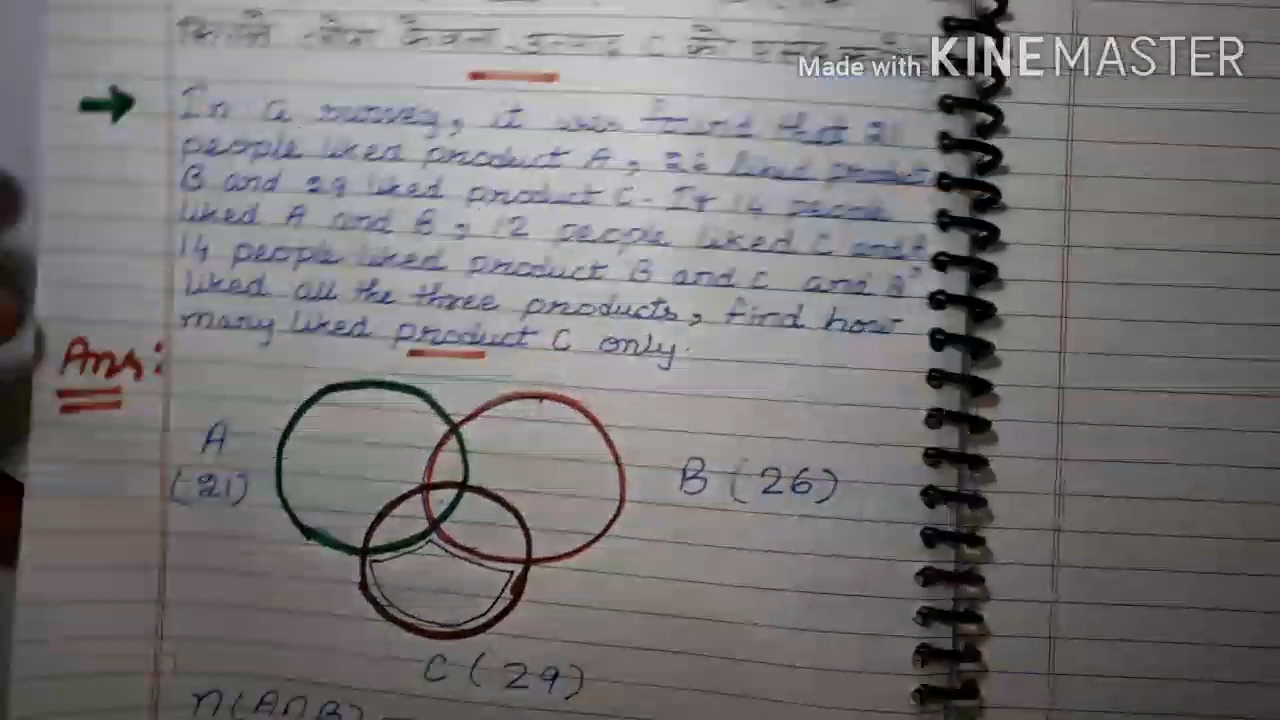 Made with KINEMASTER
In a survey, it was found that 21
people liked product A, 26 liked product
B and 29 liked product C. If 14 people
liked A and B, 12 people liked C and A
14 people liked product B and C and 8
liked all the three products, find how
many liked product C only.
Ans:
A
(21)
B (26)
C (29)
n(A∩B)